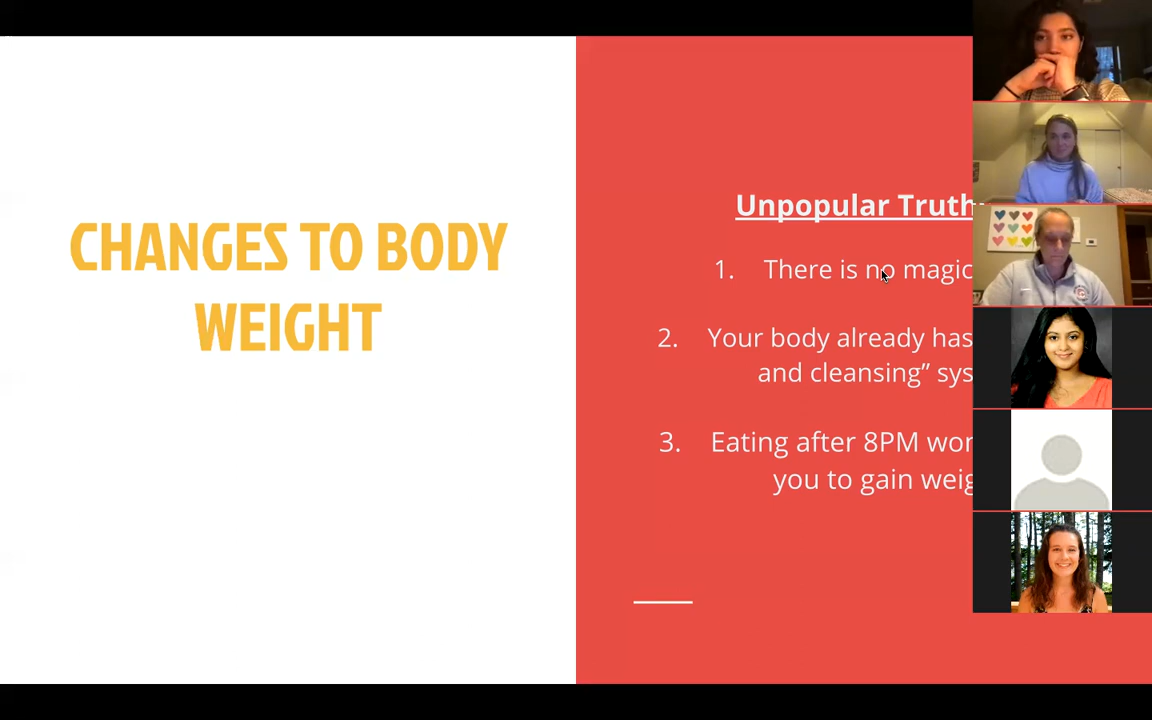 CHANGES TO BODY
WEIGHT
Unpopular Truth
1. There is no magic
2. Your body already has
and cleansing” sys
3. Eating after 8PM wor
you to gain weig